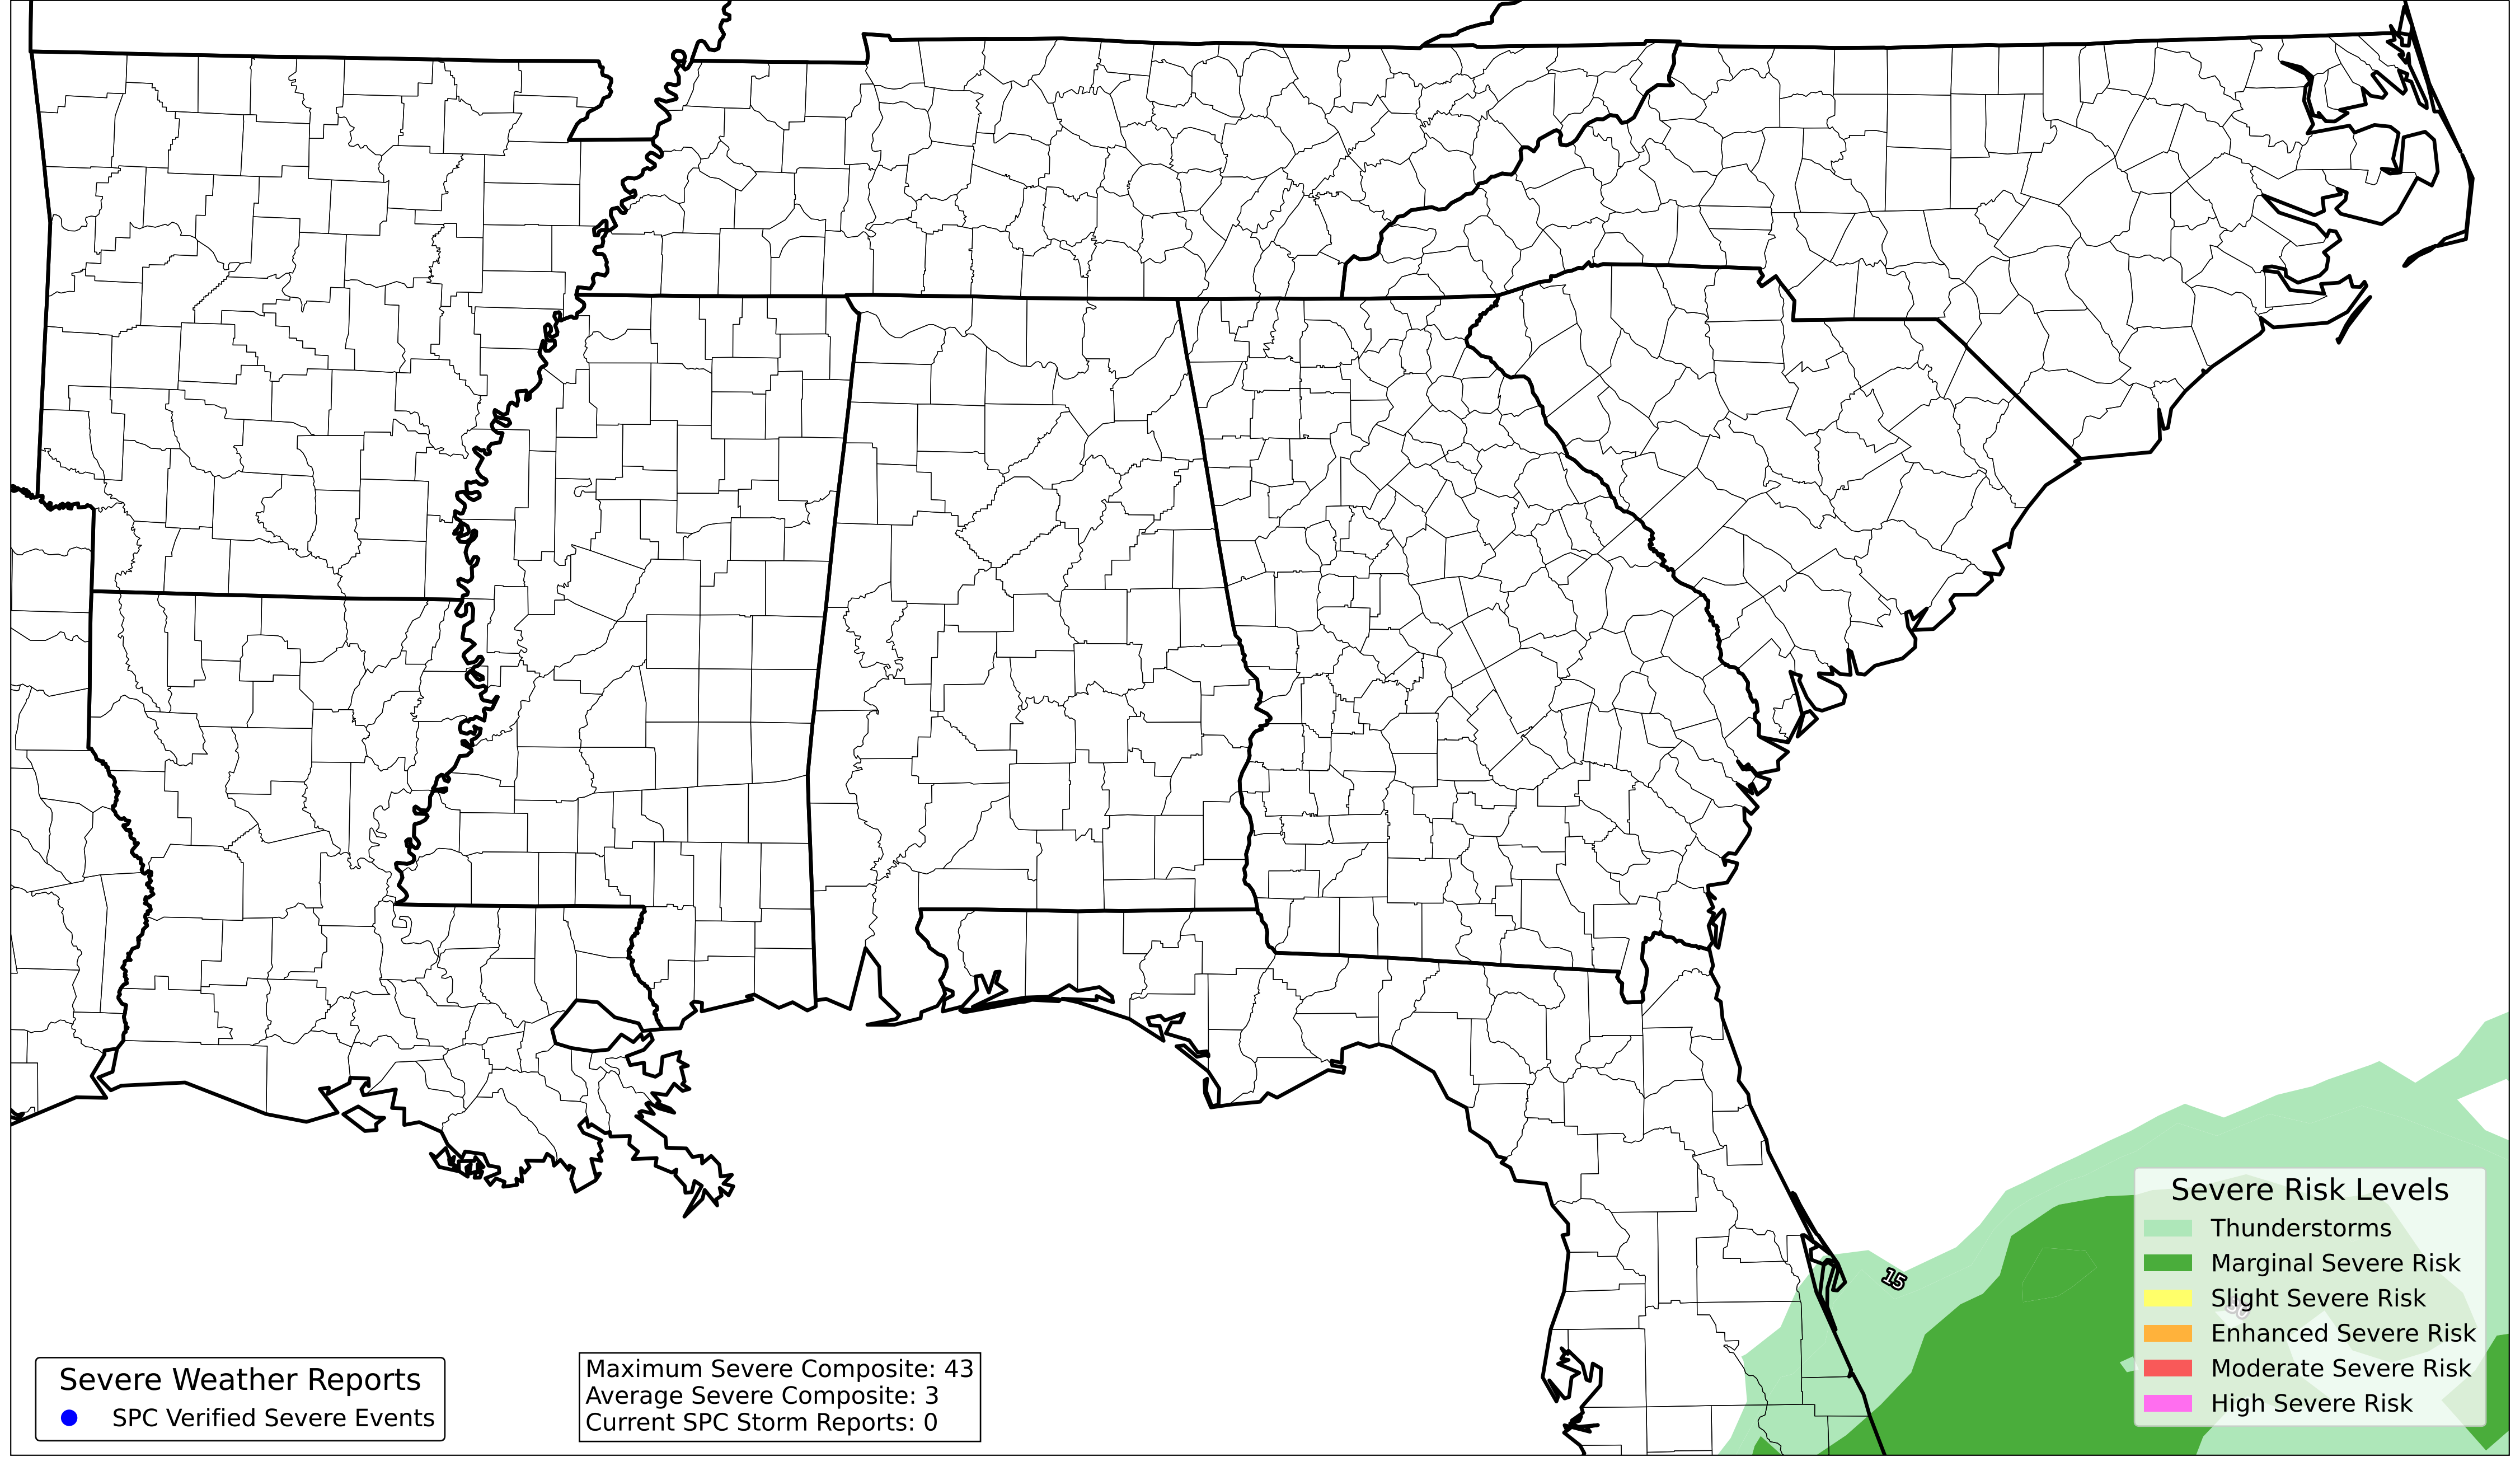 15
Severe Risk Levels
Thunderstorms
Marginal Severe Risk
Slight Severe Risk
Enhanced Severe Risk
Moderate Severe Risk
High Severe Risk
Severe Weather Reports
SPC Verified Severe Events
Maximum Severe Composite: 43
Average Severe Composite: 3
Current SPC Storm Reports: 0